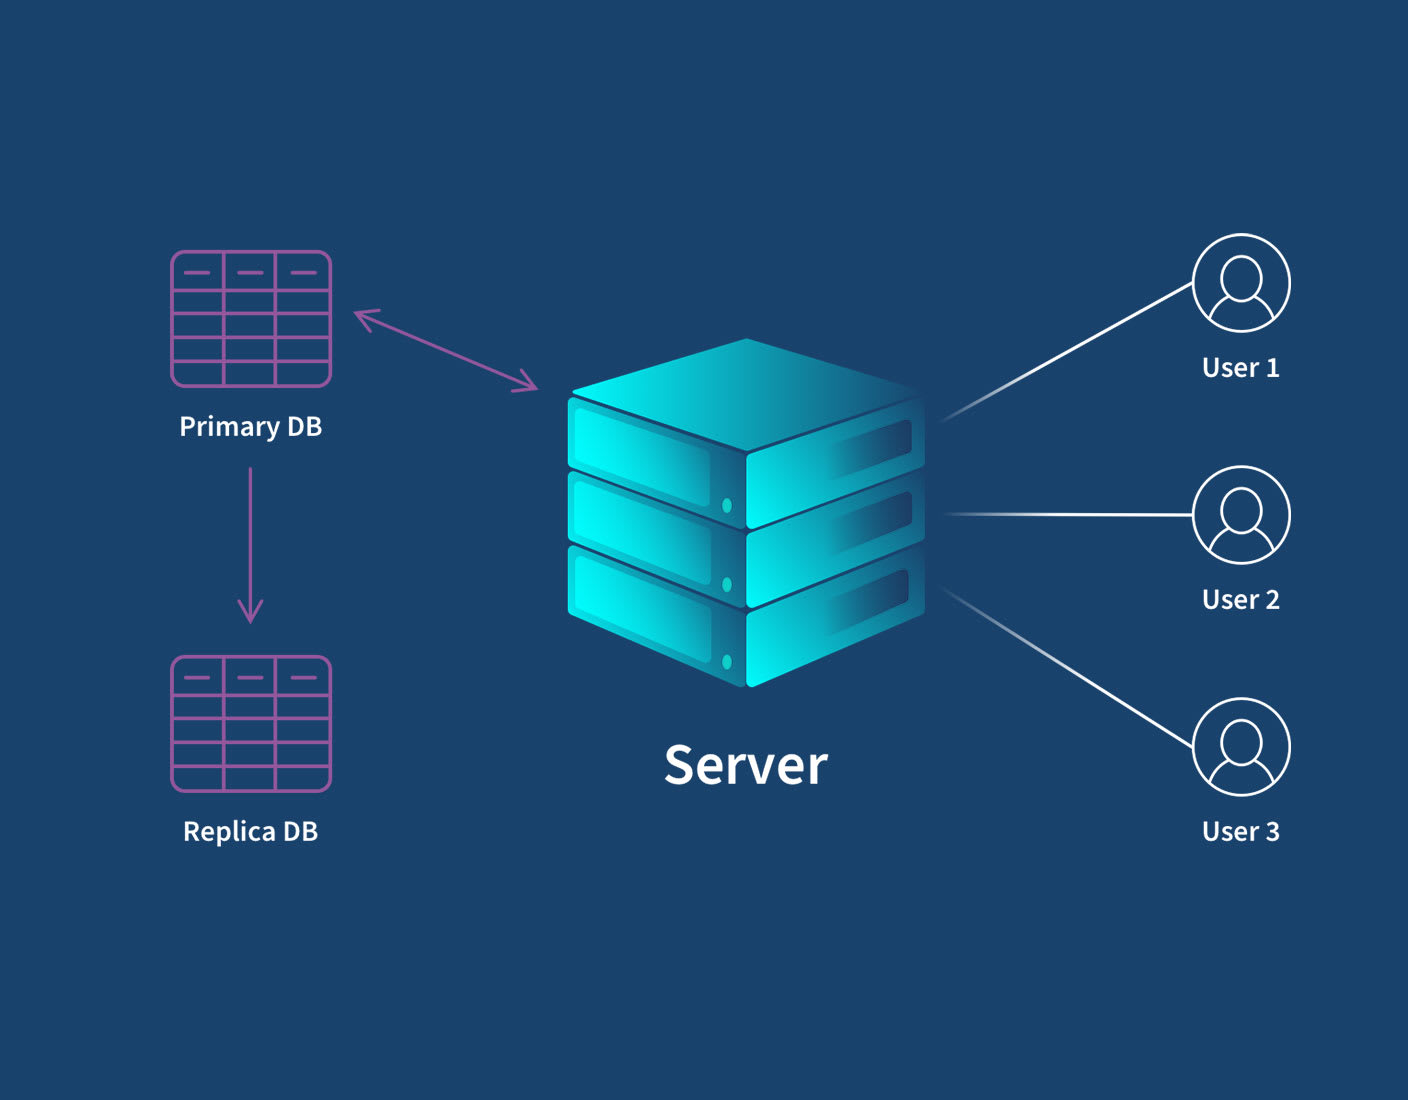 Primary DB
Replica DB
Server
User 1
User 2
User 3